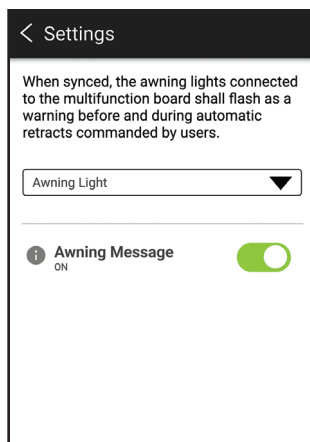 Settings
When synced, the awning lights connected
to the multifunction board shall flash as a
warning before and during automatic
retracts commanded by users.
Awning Light
Awning Message
ON